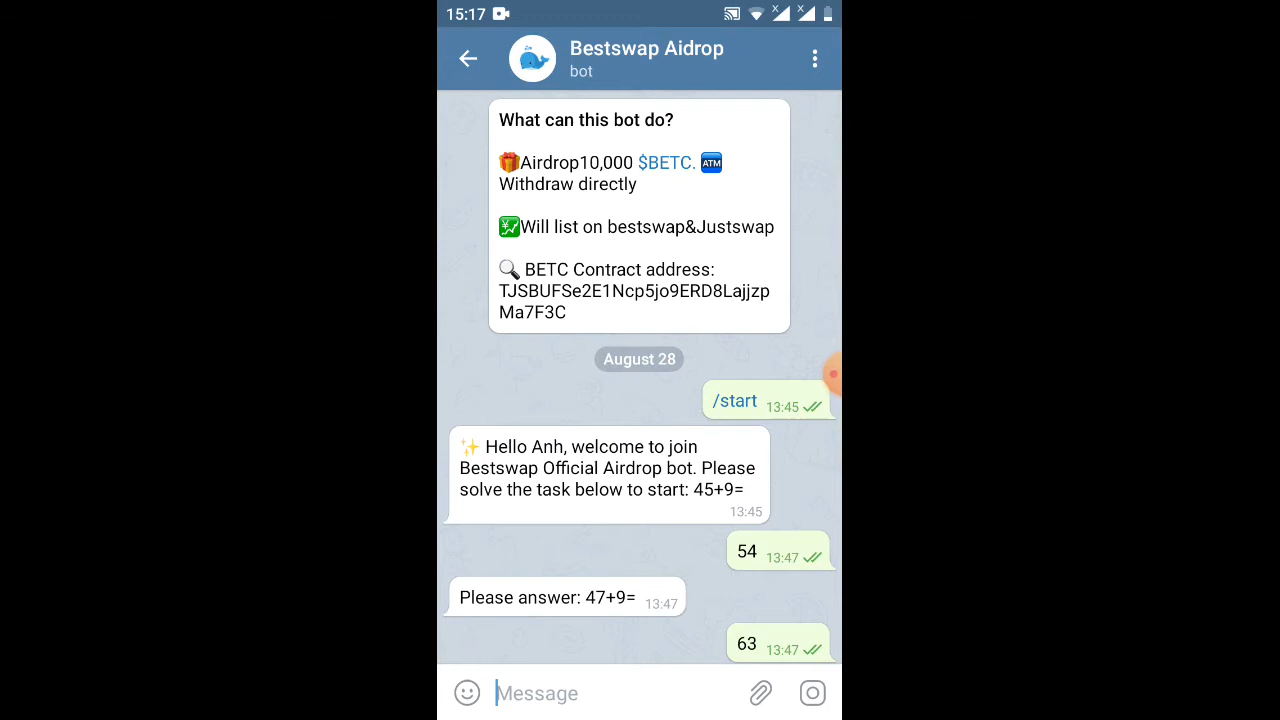 15:17
Bestswap Aidrop
bot
What can this bot do?
🎁Airdrop10,000 $BETC. 🏧
Withdraw directly
💹Will list on bestswap&Justswap
🔍 BETC Contract address:
TJSBUFSe2E1Ncp5jo9ERD8Lajjzp
Ma7F3C
August 28
/start 13:45
✨ Hello Anh, welcome to join
Bestswap Official Airdrop bot. Please
solve the task below to start: 45+9=
13:45
54 13:47
Please answer: 47+9= 13:47
63 13:47
Message